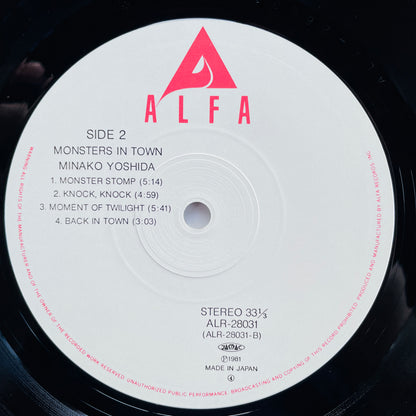 ALFA
SIDE 2
MONSTERS IN TOWN
MINAKO YOSHIDA
1. MONSTER STOMP (5:14)
2. KNOCK, KNOCK (4:59)
3. MOMENT OF TWILIGHT (5:41)
4. BACK IN TOWN (3:03)
STEREO 33⅓
ALR-28031
(ALR-28031-B)
JASRAC
Ⓟ1981
MADE IN JAPAN
④
WARNING: ALL RIGHTS OF THE MANUFACTURER AND OF THE OWNER OF THE RECORDED WORK RESERVED. UNAUTHORIZED PUBLIC PERFORMANCE, BROADCASTING AND COPYING OF THIS RECORD PROHIBITED. PRODUCED AND MANUFACTURED BY ALFA RECORDS, INC.